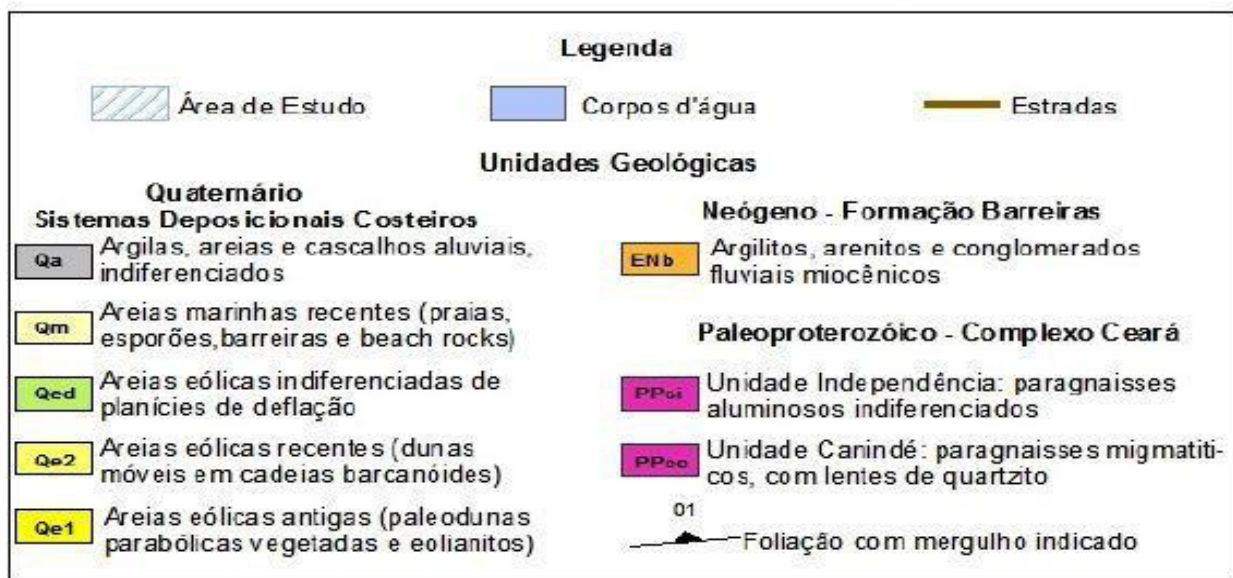 Legenda
Área de Estudo
Corpos d'água
Estradas
Unidades Geológicas
Quaternário
Sistemas Deposicionais Costeiros
Qa
Argilas, areias e cascalhos aluviais,
indiferenciados
Qm
Areias marinhas recentes (praias,
esporões,barreiras e beach rocks)
Qed
Areias eólicas indiferenciadas de
planícies de deflação
Qe2
Areias eólicas recentes (dunas
móveis em cadeias barcanóides)
Qe1
Areias eólicas antigas (paleodunas
parabólicas vegetadas e eolianitos)
Neógeno - Formação Barreiras
ENb
Argilitos, arenitos e conglomerados
fluviais miocênicos
Paleoproterozóico - Complexo Ceará
Unidade Independência: paragnaisses
aluminosos indiferenciados
Unidade Canindé: paragnaisses migmatiti-
cos, com lentes de quartzito
01
Foliação com mergulho indicado